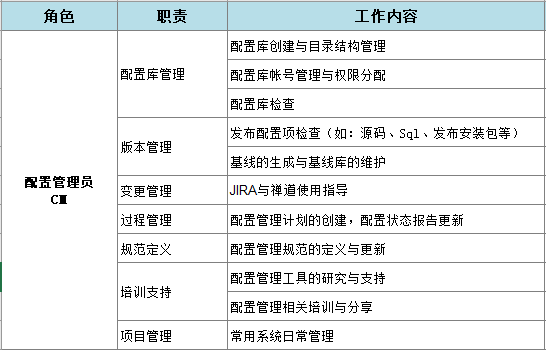 角色 职责 工作内容
配置管理员
CM
配置库管理
配置库创建与目录结构管理
配置库帐号管理与权限分配
配置库检查
版本管理
发布配置项检查（如：源码、Sql、发布安装包等）
基线的生成与基线库的维护
变更管理 JIRA与禅道使用指导
过程管理 配置管理计划的创建，配置状态报告更新
规范定义 配置管理规范的定义与更新
培训支持
配置管理工具的研究与支持
配置管理相关培训与分享
项目管理 常用系统日常管理